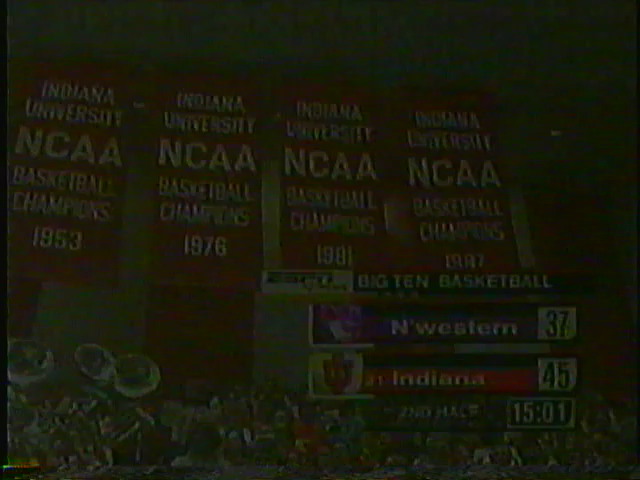 INDIANA
UNIVERSITY
NCAA
BASKETBALL
CHAMPIONS
1953
INDIANA
UNIVERSITY
NCAA
BASKETBALL
CHAMPIONS
1976
INDIANA
UNIVERSITY
NCAA
BASKETBALL
CHAMPIONS
1981
INDIANA
UNIVERSITY
NCAA
BASKETBALL
CHAMPIONS
1987
BIG TEN BASKETBALL
N'western 37
21 Indiana 45
2ND HALF 15:01